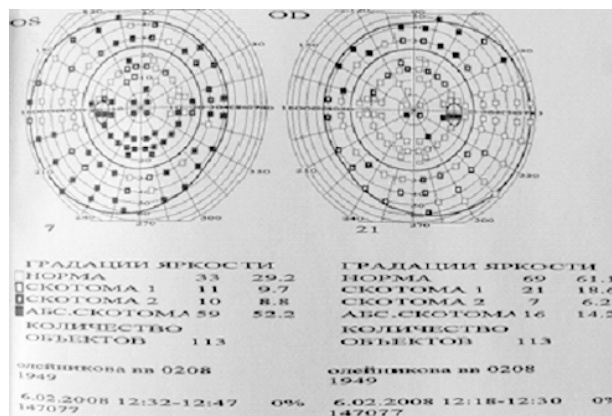 OS OD
7 21
ГРАДАЦИИ ЯРКОСТИ
НОРМА 33 29.2
СКОТОМА 1 11 9.7
СКОТОМА 2 10 8.8
АБС.СКОТОМА 59 52.2
КОЛИЧЕСТВО
ОБЪЕКТОВ 113
олейникова вв 0208
1949
6.02.2008 12:32-12:47 0%
147077
ГРАДАЦИИ ЯРКОСТИ
НОРМА 69 61.1
СКОТОМА 1 21 18.6
СКОТОМА 2 7 6.2
АБС.СКОТОМА 16 14.2
КОЛИЧЕСТВО
ОБЪЕКТОВ 113
олейникова вв 0208
1949
6.02.2008 12:18-12:30 0%
147077